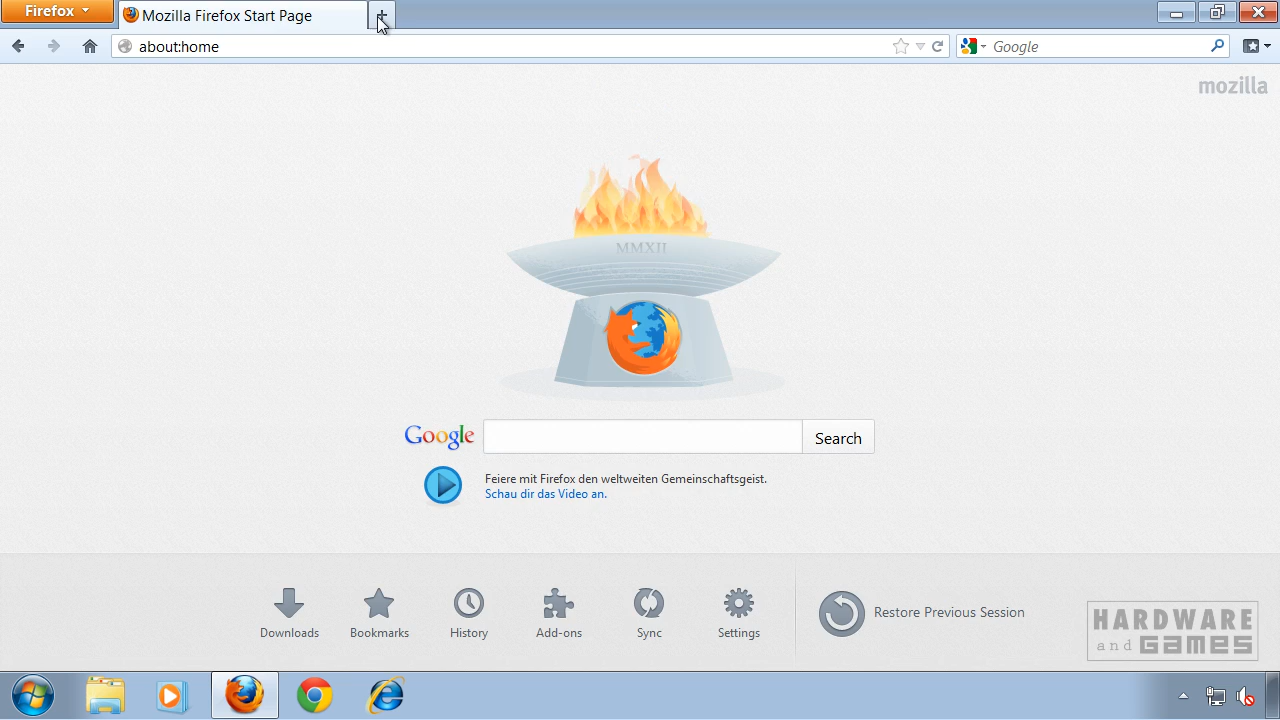 Firefox
Mozilla Firefox Start Page
about:home
Google
mozilla
MMXII
Google
Search
Feiere mit Firefox den weltweiten Gemeinschaftsgeist.
Schau dir das Video an.
Downloads
Bookmarks
History
Add-ons
Sync
Settings
Restore Previous Session
HARDWARE
and GAMES